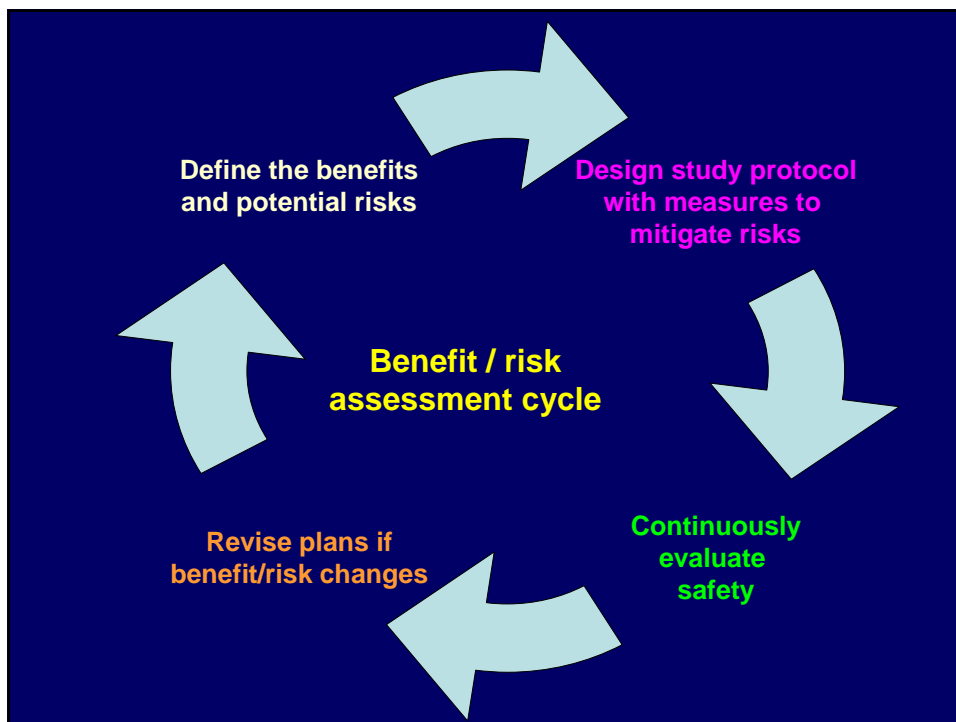 Define the benefits
and potential risks
Design study protocol
with measures to
mitigate risks
Benefit / risk
assessment cycle
Continuously
evaluate
safety
Revise plans if
benefit/risk changes